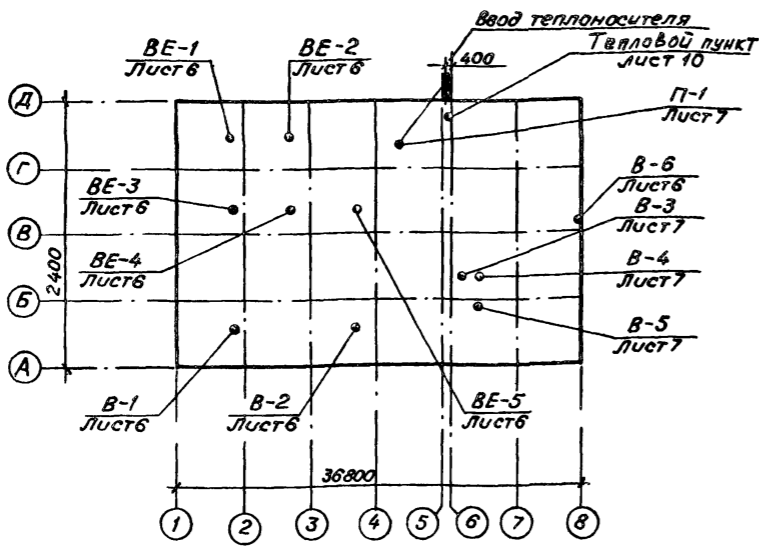 Ввод теплоносителя
ВЕ-1
Лист 6
ВЕ-2
Лист 6
400
Тепловой пункт
лист 10
Д
П-1
Лист 7
Г
ВЕ-3
Лист 6
В-6
Лист 6
В-3
Лист 7
В
ВЕ-4
Лист 6
В-4
Лист 7
2400
Б
В-5
Лист 7
А
В-1
Лист 6
В-2
Лист 6
ВЕ-5
Лист 6
36800
1 2 3 4 5 6 7 8